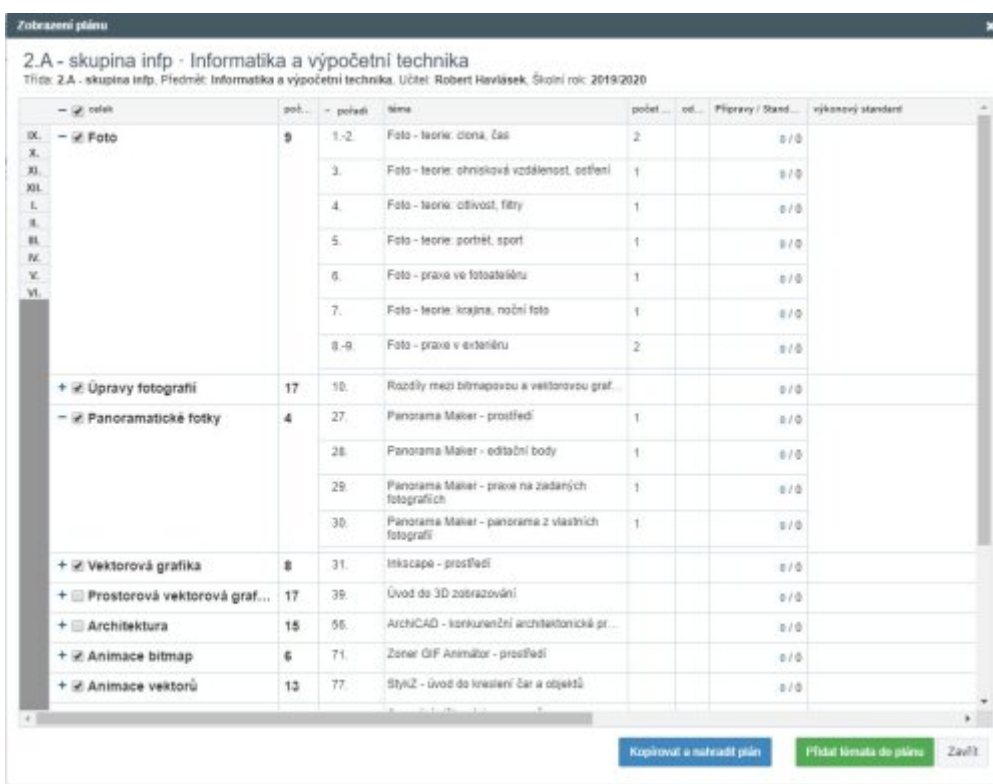 Zobrazení plánu
2.A - skupina infp · Informatika a výpočetní technika
Třída: 2.A - skupina infp, Předmět: Informatika a výpočetní technika, Učitel: Robert Havlásek, Školní rok: 2019/2020
celek poč... pořadí téma počet ... od... Přípravy / Stand... výkonový standard
IX.
X.
XI.
XII.
I.
II.
III.
IV.
V.
VI.
Foto 9 1.-2. Foto - teorie: clona, čas 2 0 / 0
3. Foto - teorie: ohnisková vzdálenost, ostření 1 0 / 0
4. Foto - teorie: citlivost, filtry 1 0 / 0
5. Foto - teorie: portrét, sport 1 0 / 0
6. Foto - praxe ve fotoateliéru 1 0 / 0
7. Foto - teorie: krajina, noční foto 1 0 / 0
8.-9. Foto - praxe v exteriéru 2 0 / 0
+ Úpravy fotografií 17 10. Rozdíly mezi bitmapovou a vektorovou graf... 0 / 0
Panoramatické fotky 4 27. Panorama Maker - prostředí 1 0 / 0
28. Panorama Maker - editační body 1 0 / 0
29. Panorama Maker - praxe na zadaných
fotografiích 1 0 / 0
30. Panorama Maker - panorama z vlastních
fotografií 1 0 / 0
+ Vektorová grafika 8 31. Inkscape - prostředí 0 / 0
+ Prostorová vektorová graf... 17 39. Úvod do 3D zobrazování 0 / 0
+ Architektura 15 56. ArchiCAD - konkurenční architektonické pr... 0 / 0
+ Animace bitmap 6 71. Zoner GIF Animátor - prostředí 0 / 0
+ Animace vektorů 13 77. StykZ - úvod do kreslení čar a objektů 0 / 0
Kopírovat a nahradit plán Přidat témata do plánu Zavřít